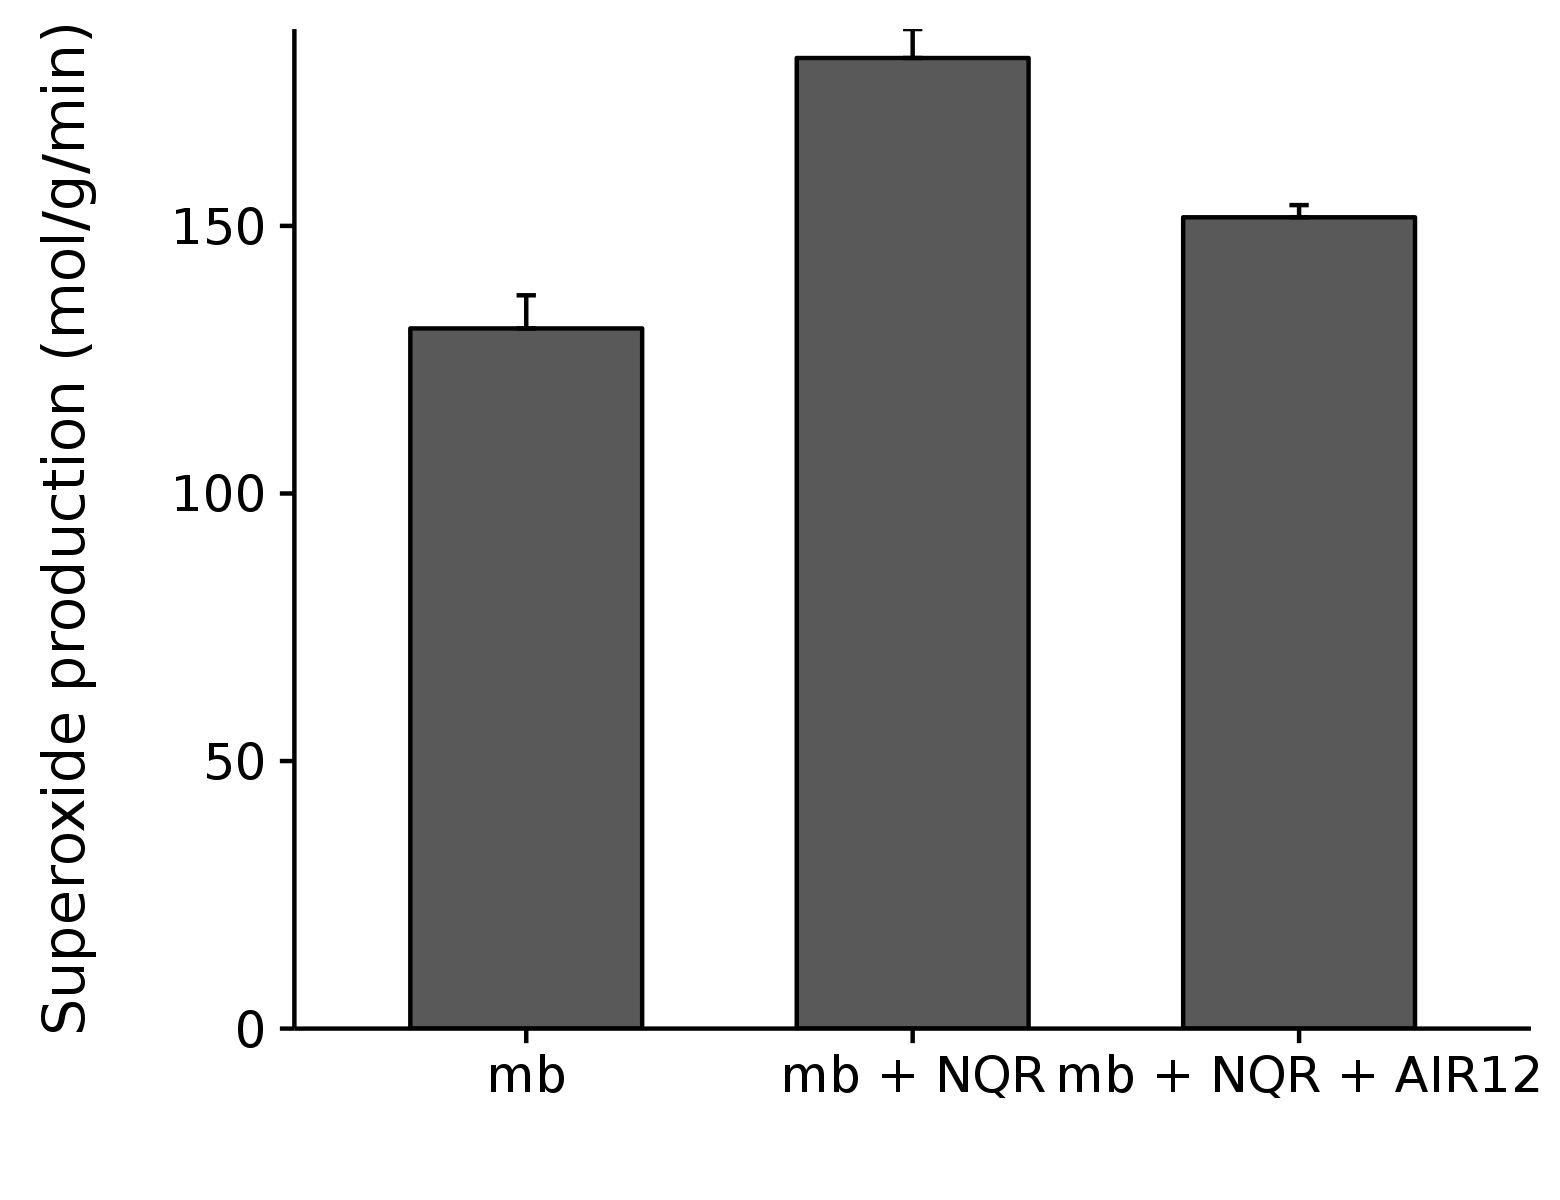 Superoxide production (mol/g/min)
150
100
50
0
mb
mb + NQR
mb + NQR + AIR12